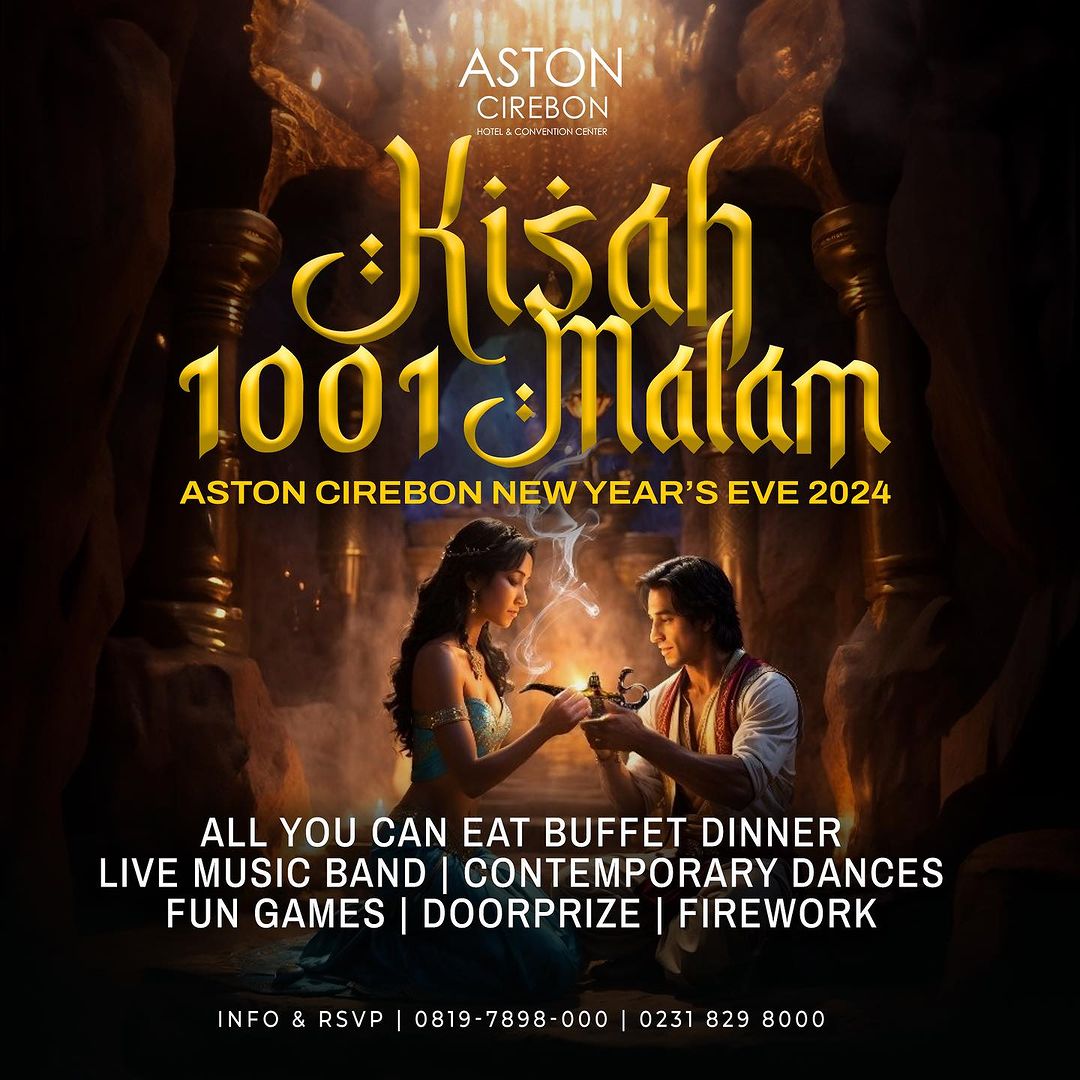 ASTON
CIREBON
HOTEL & CONVENTION CENTER
Kisah
1001 Malam
ASTON CIREBON NEW YEAR'S EVE 2024
ALL YOU CAN EAT BUFFET DINNER
LIVE MUSIC BAND | CONTEMPORARY DANCES
FUN GAMES | DOORPRIZE | FIREWORK
INFO & RSVP | 0819-7898-000 | 0231 829 8000